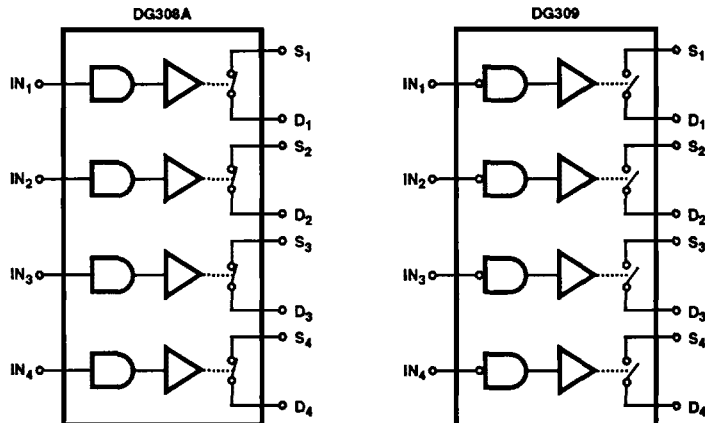 DG308A
IN1
S1
D1
IN2
S2
D2
IN3
S3
D3
IN4
S4
D4
DG309
IN1
S1
D1
IN2
S2
D2
IN3
S3
D3
IN4
S4
D4